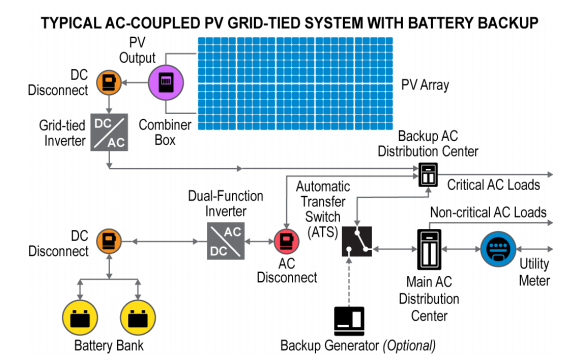 TYPICAL AC-COUPLED PV GRID-TIED SYSTEM WITH BATTERY BACKUP
PV
Output
DC
Disconnect
PV Array
Grid-tied
Inverter
DC
AC
Combiner
Box
Backup AC
Distribution Center
Critical AC Loads
Dual-Function
Inverter
Automatic
Transfer
Switch
(ATS)
Non-critical AC Loads
DC
Disconnect
AC
DC
AC
Disconnect
Main AC
Distribution
Center
Utility
Meter
Battery Bank
Backup Generator (Optional)